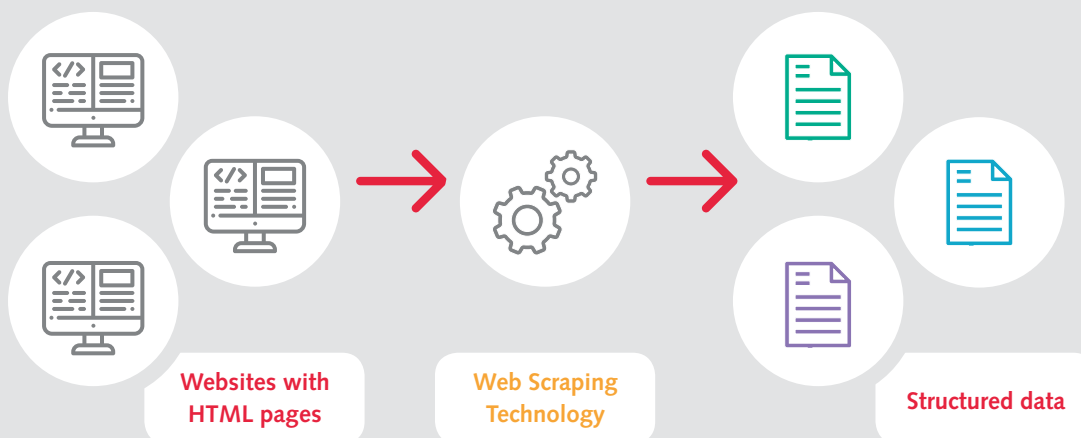 Websites with
HTML pages
Web Scraping
Technology
Structured data